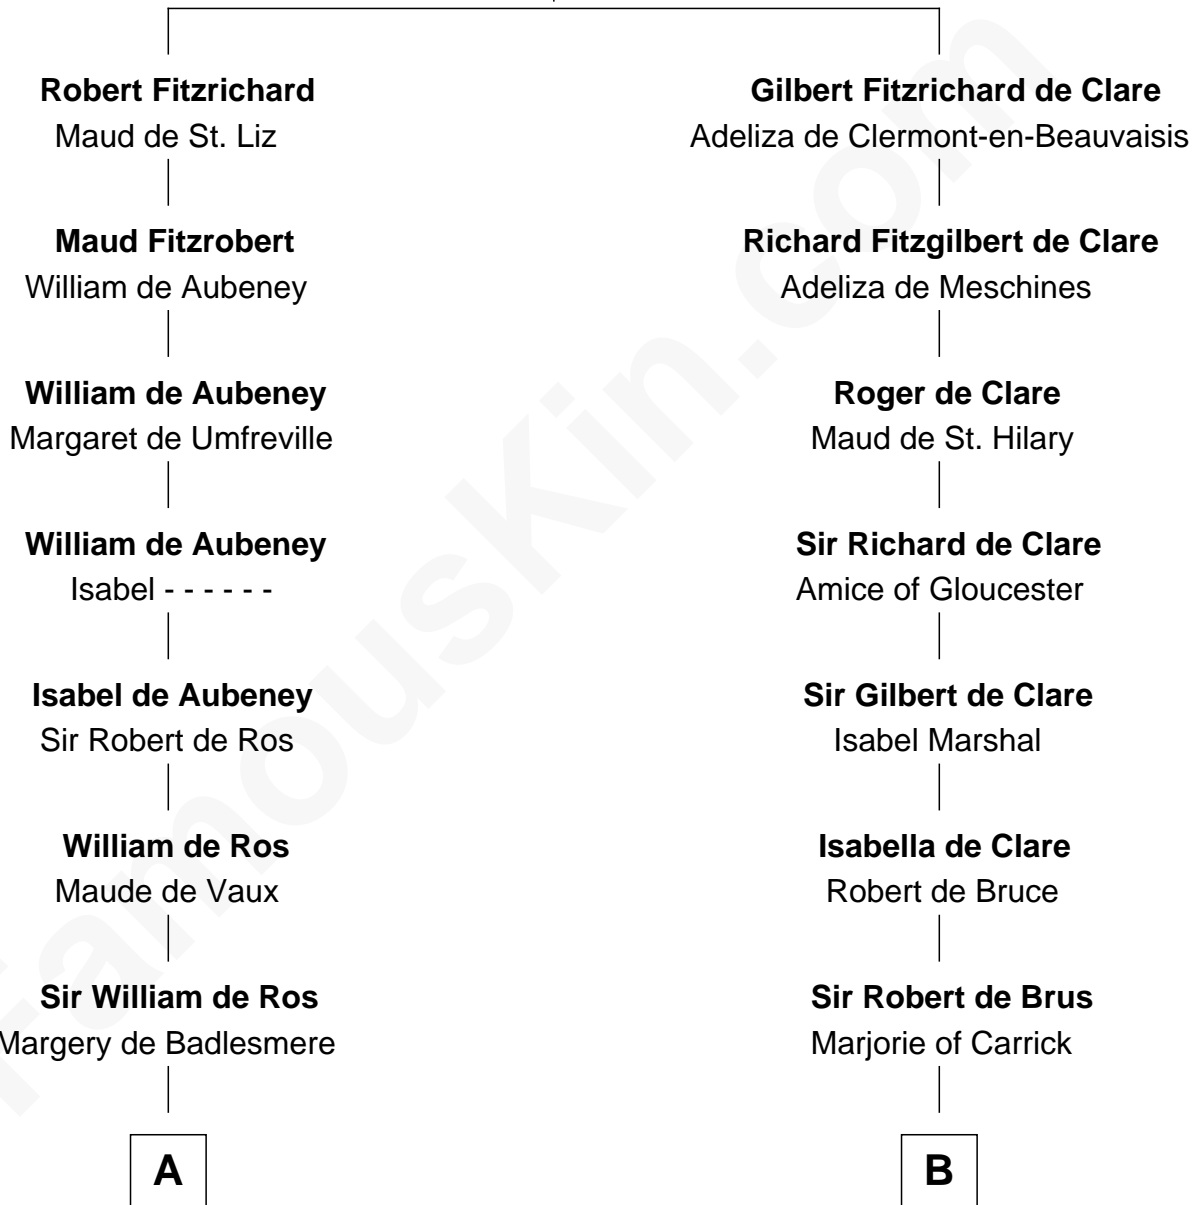 Robert Fitzrichard
Maud de St. Liz
Maud Fitzrobert
William de Aubeney
William de Aubeney
Margaret de Umfreville
William de Aubeney
Isabel - - - - - -
Isabel de Aubeney
Sir Robert de Ros
William de Ros
Maude de Vaux
Sir William de Ros
Margery de Badlesmere
A
Gilbert Fitzrichard de Clare
Adeliza de Clermont-en-Beauvaisis
Richard Fitzgilbert de Clare
Adeliza de Meschines
Roger de Clare
Maud de St. Hilary
Sir Richard de Clare
Amice of Gloucester
Sir Gilbert de Clare
Isabel Marshal
Isabella de Clare
Robert de Bruce
Sir Robert de Brus
Marjorie of Carrick
B
FamousKin.com